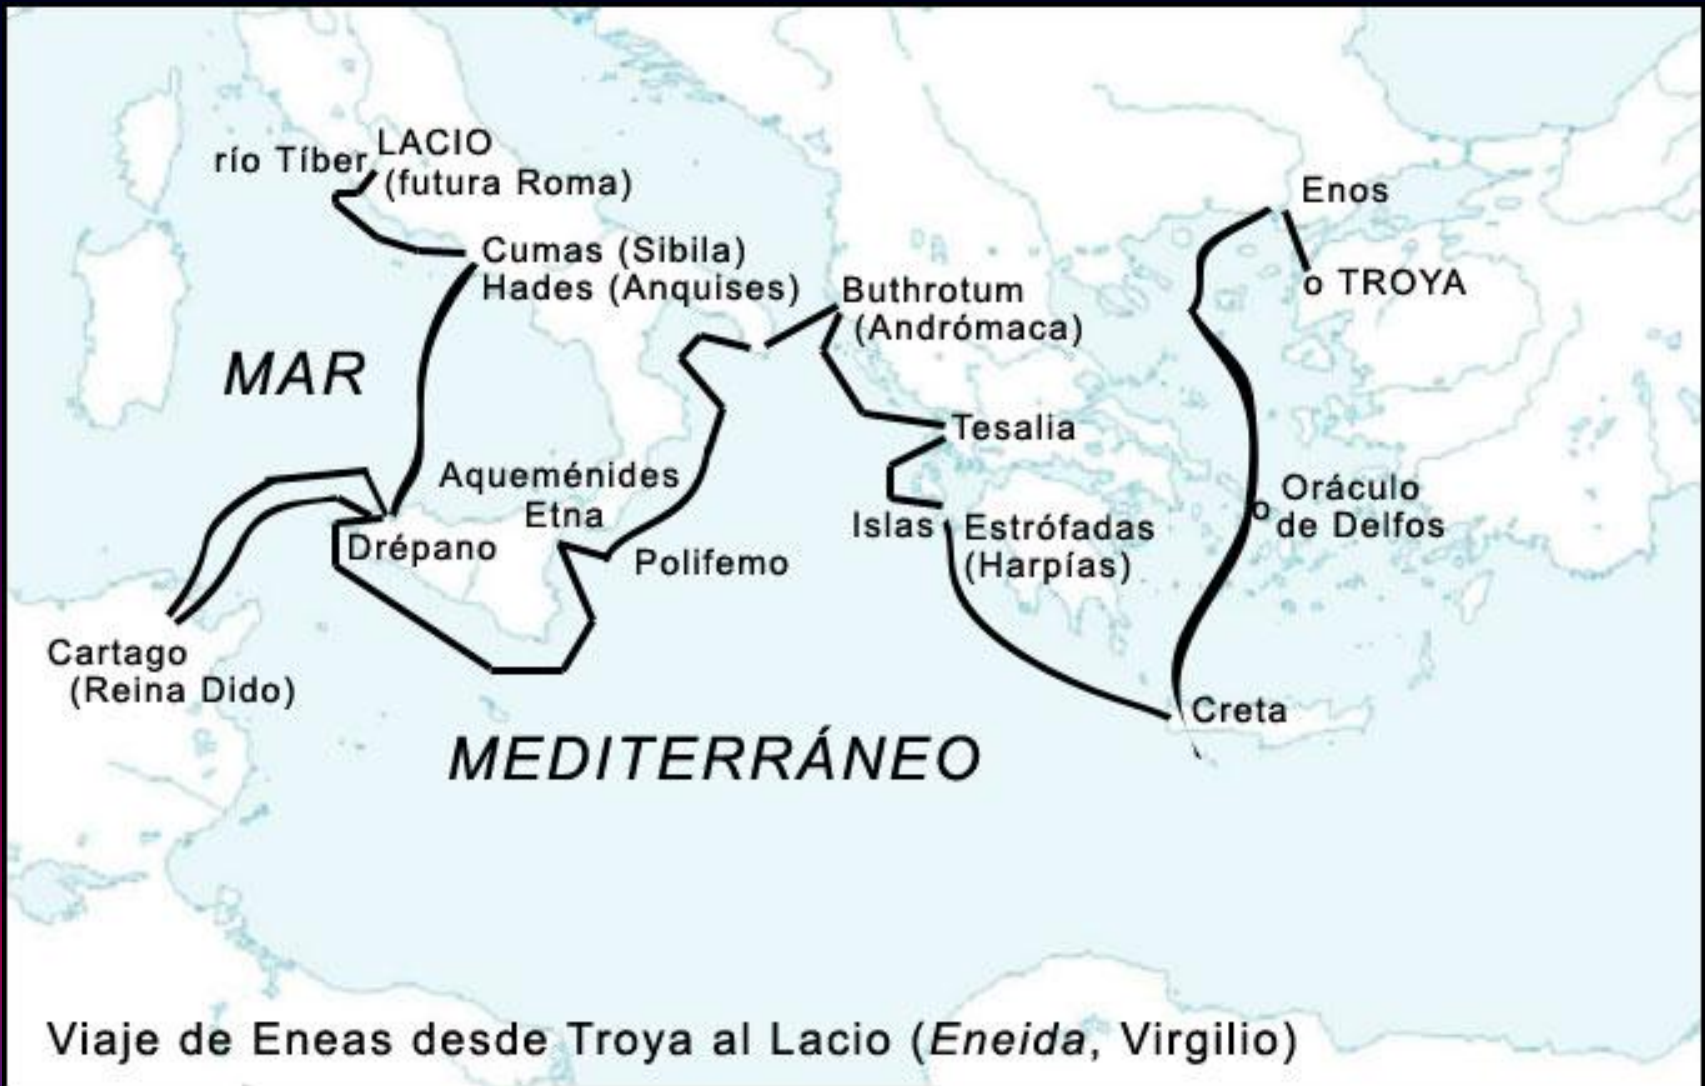 LACIO
río Tíber
(futura Roma)
Enos
Cumas (Sibila)
Hades (Anquises)
o TROYA
Buthrotum
(Andrómaca)
MAR
Tesalia
Aqueménides
Etna
Oráculo
o de Delfos
Islas Estrófadas
(Harpías)
Drépano
Polifemo
Cartago
(Reina Dido)
Creta
MEDITERRÁNEO
Viaje de Eneas desde Troya al Lacio (Eneida, Virgilio)